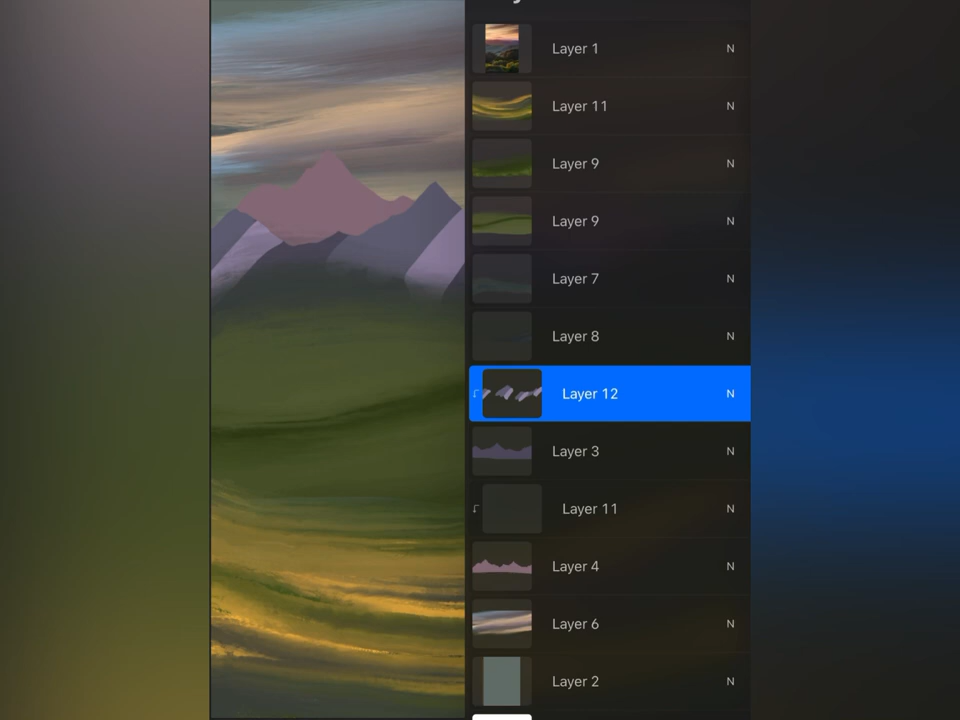 Layer 1 N
Layer 11 N
Layer 9 N
Layer 9 N
Layer 7 N
Layer 8 N
Layer 12 N
Layer 3 N
Layer 11 N
Layer 4 N
Layer 6 N
Layer 2 N